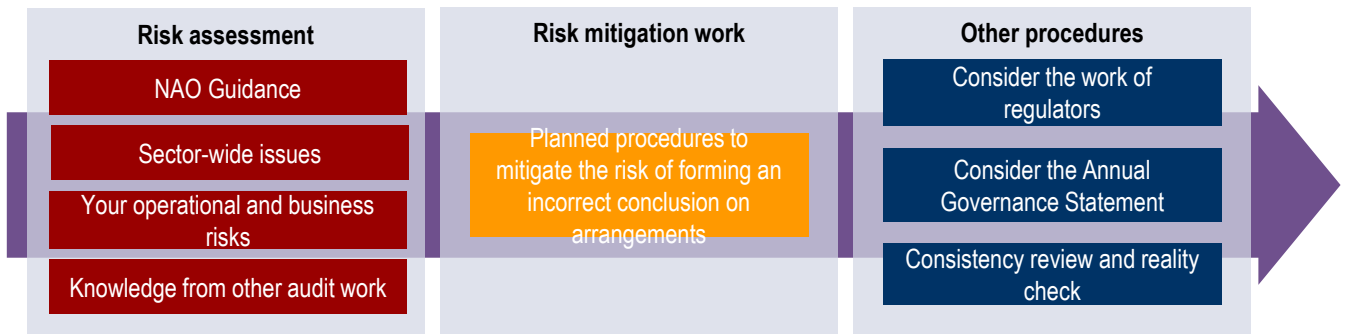 Risk assessment
NAO Guidance
Sector-wide issues
Your operational and business
risks
Knowledge from other audit work
Risk mitigation work
Planned procedures to
mitigate the risk of forming an
incorrect conclusion on
arrangements
Other procedures
Consider the work of
regulators
Consider the Annual
Governance Statement
Consistency review and reality
check